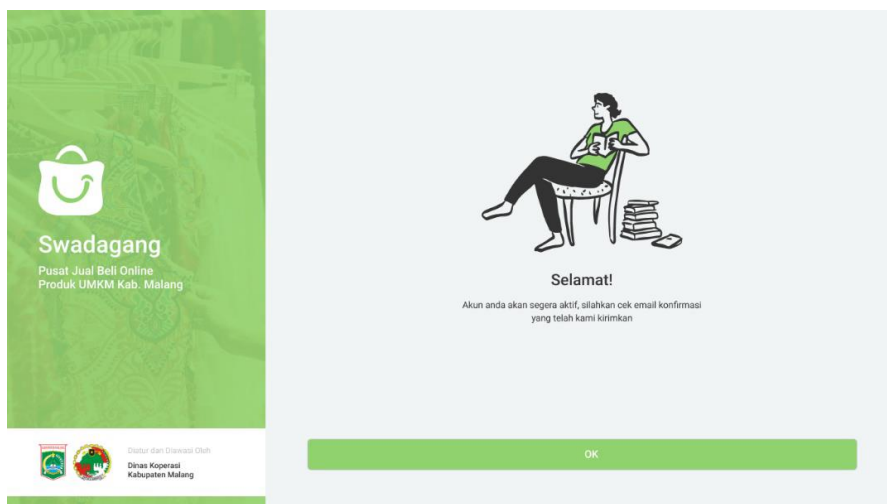 Swadagang
Pusat Jual Beli Online
Produk UMKM Kab. Malang
Diatur dan Diawasi Oleh
Dinas Koperasi
Kabupaten Malang
Selamat!
Akun anda akan segera aktif, silahkan cek email konfirmasi
yang telah kami kirimkan
OK